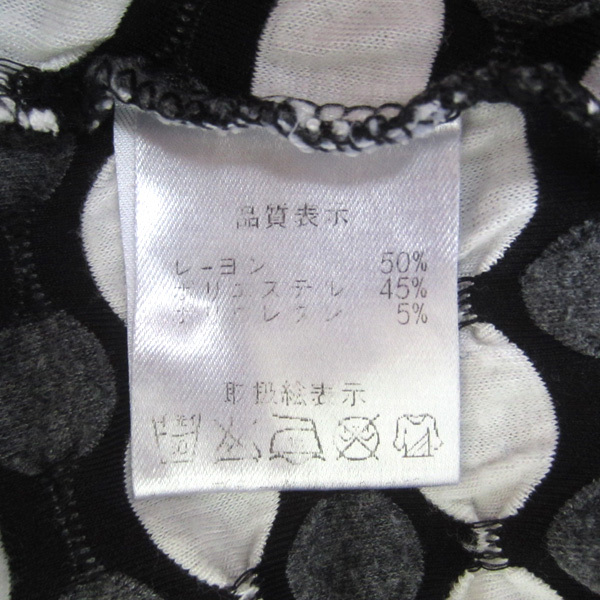 品質表示
レーヨン 50%
ポリエステル 45%
ポリウレタン 5%
取扱絵表示